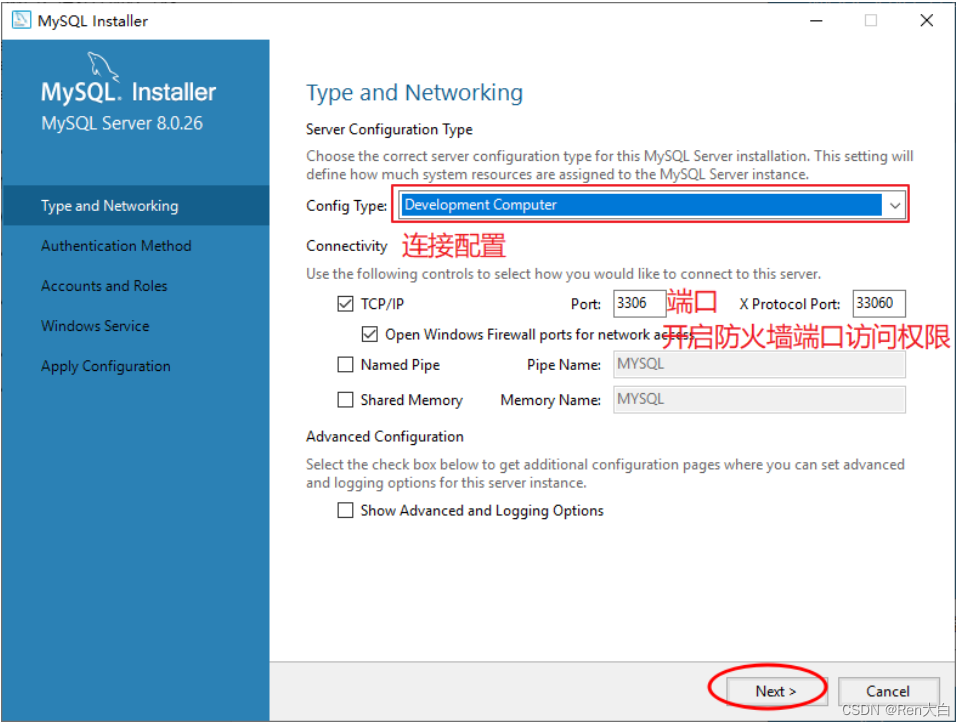 MySQL Installer
MySQL® Installer
MySQL Server 8.0.26
Type and Networking
Authentication Method
Accounts and Roles
Windows Service
Apply Configuration
Type and Networking
Server Configuration Type
Choose the correct server configuration type for this MySQL Server installation. This setting will
define how much system resources are assigned to the MySQL Server instance.
Config Type: Development Computer
Connectivity 连接配置
Use the following controls to select how you would like to connect to this server.
TCP/IP Port: 3306 端口 X Protocol Port: 33060
Open Windows Firewall ports for network access 开启防火墙端口访问权限
Named Pipe Pipe Name: MYSQL
Shared Memory Memory Name: MYSQL
Advanced Configuration
Select the check box below to get additional configuration pages where you can set advanced
and logging options for this server instance.
Show Advanced and Logging Options
Next > Cancel
CSDN @Ren大白